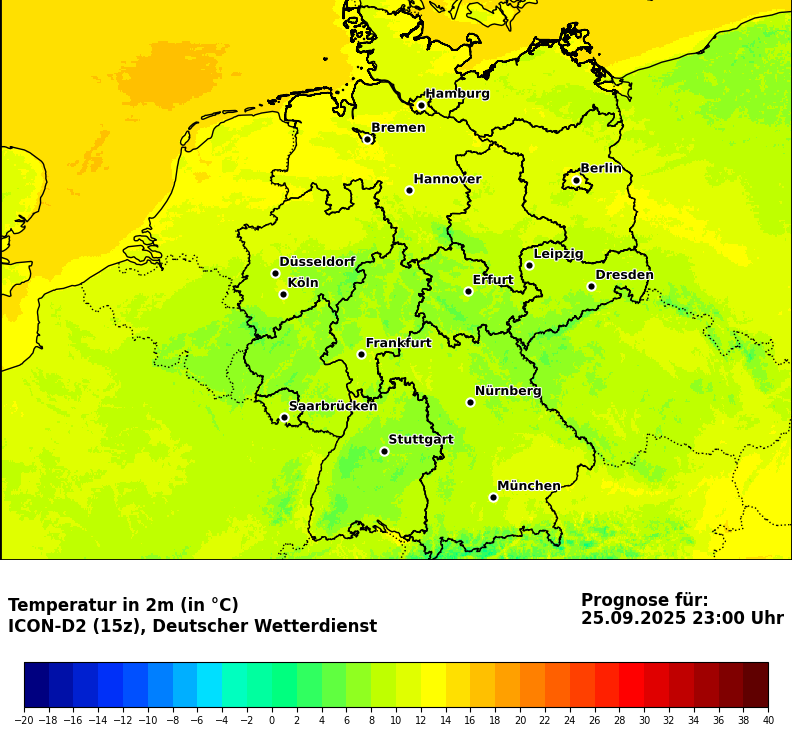 Hamburg
Bremen
Berlin
Hannover
Leipzig
Düsseldorf
Dresden
Köln
Erfurt
Frankfurt
Nürnberg
Saarbrücken
Stuttgart
München
Temperatur in 2m (in °C)
ICON-D2 (15z), Deutscher Wetterdienst
Prognose für:
25.09.2025 23:00 Uhr
−20 −18 −16 −14 −12 −10 −8 −6 −4 −2 0 2 4 6 8 10 12 14 16 18 20 22 24 26 28 30 32 34 36 38 40